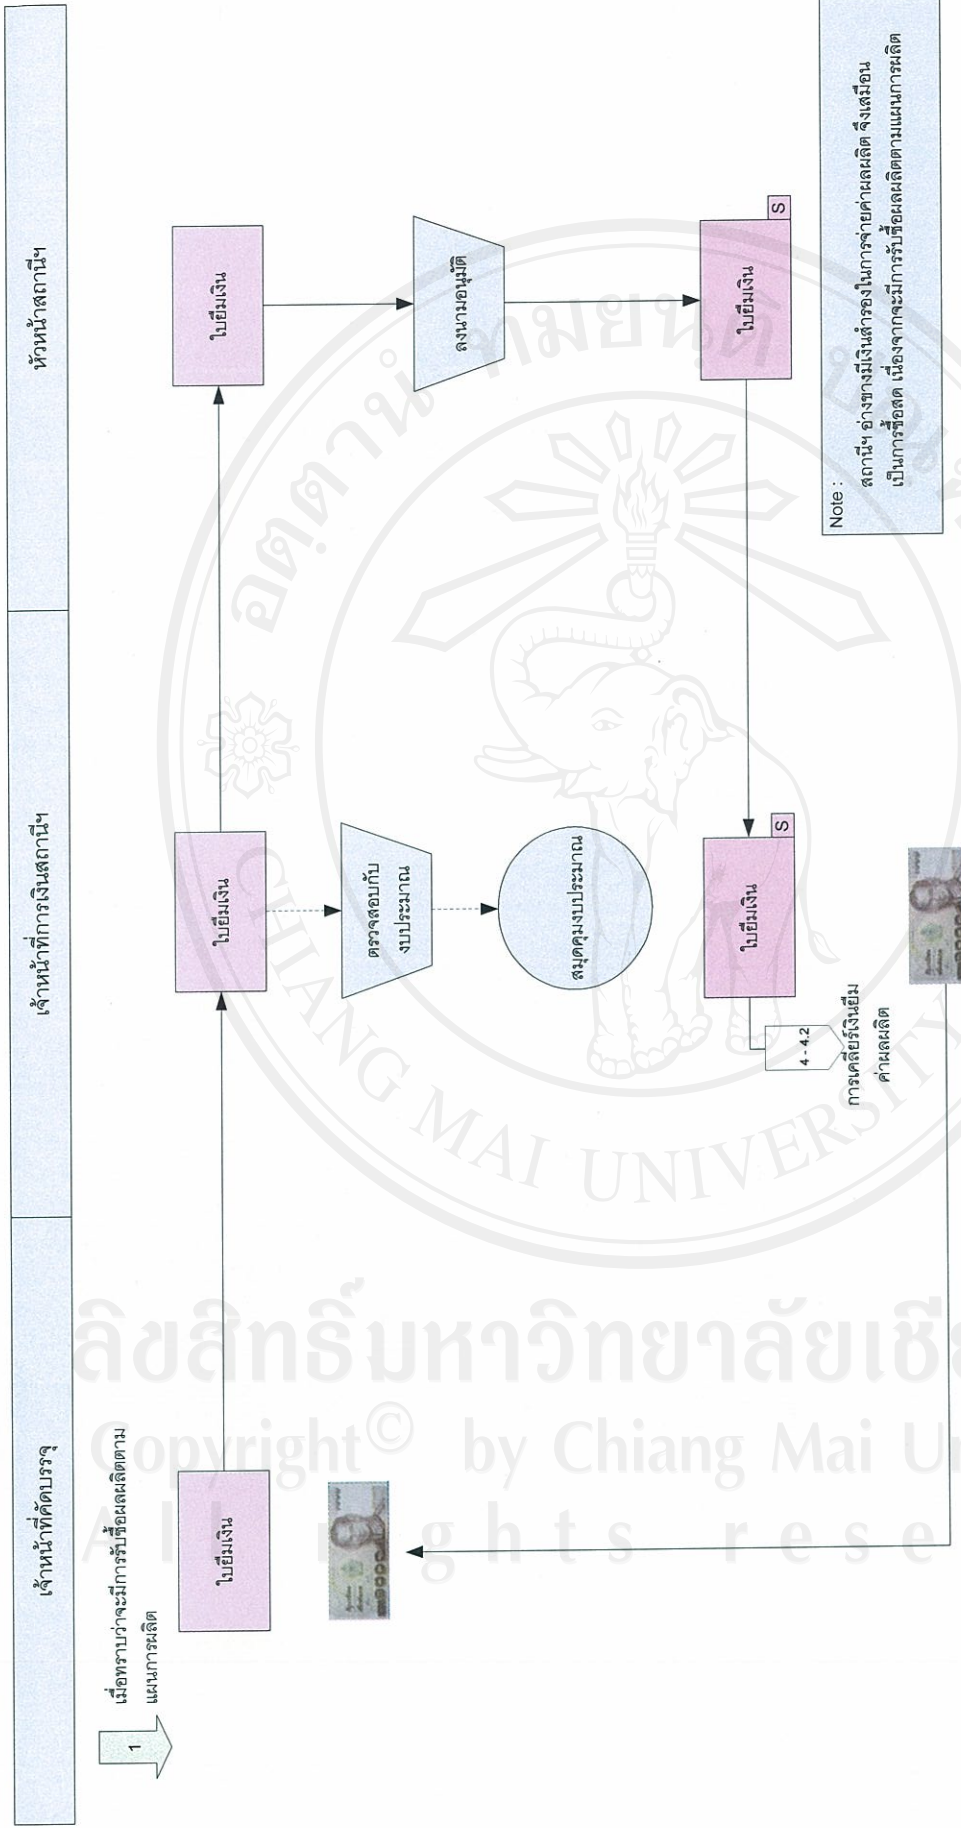 เจ้าหน้าที่คัดบรรจุ
เจ้าหน้าที่การเงินสถานีฯ
หัวหน้าสถานีฯ
1
เมื่อทราบว่าจะมีการรับซื้อผลผลิตตาม
แผนการผลิต
ใบยืมเงิน
ใบยืมเงิน
ใบยืมเงิน
ตรวจสอบกับ
งบประมาณ
ลงนามอนุมัติ
สมุดคุมงบประมาณ
ใบยืมเงิน
S
ใบยืมเงิน
S
4 - 4.2
การเคลียร์เงินยืม
ค่าผลผลิต
Note :
สถานีฯ อ่างขางมีเงินสำรองในการจ่ายค่าผลผลิต จึงเสมือน
เป็นการซื้อสด เนื่องจากจะมีการรับซื้อผลผลิตตามแผนการผลิต
CHIANG MAI UNIVERSITY
ลิขสิทธิ์มหาวิทยาลัยเชีย
Copyright© by Chiang Mai Un